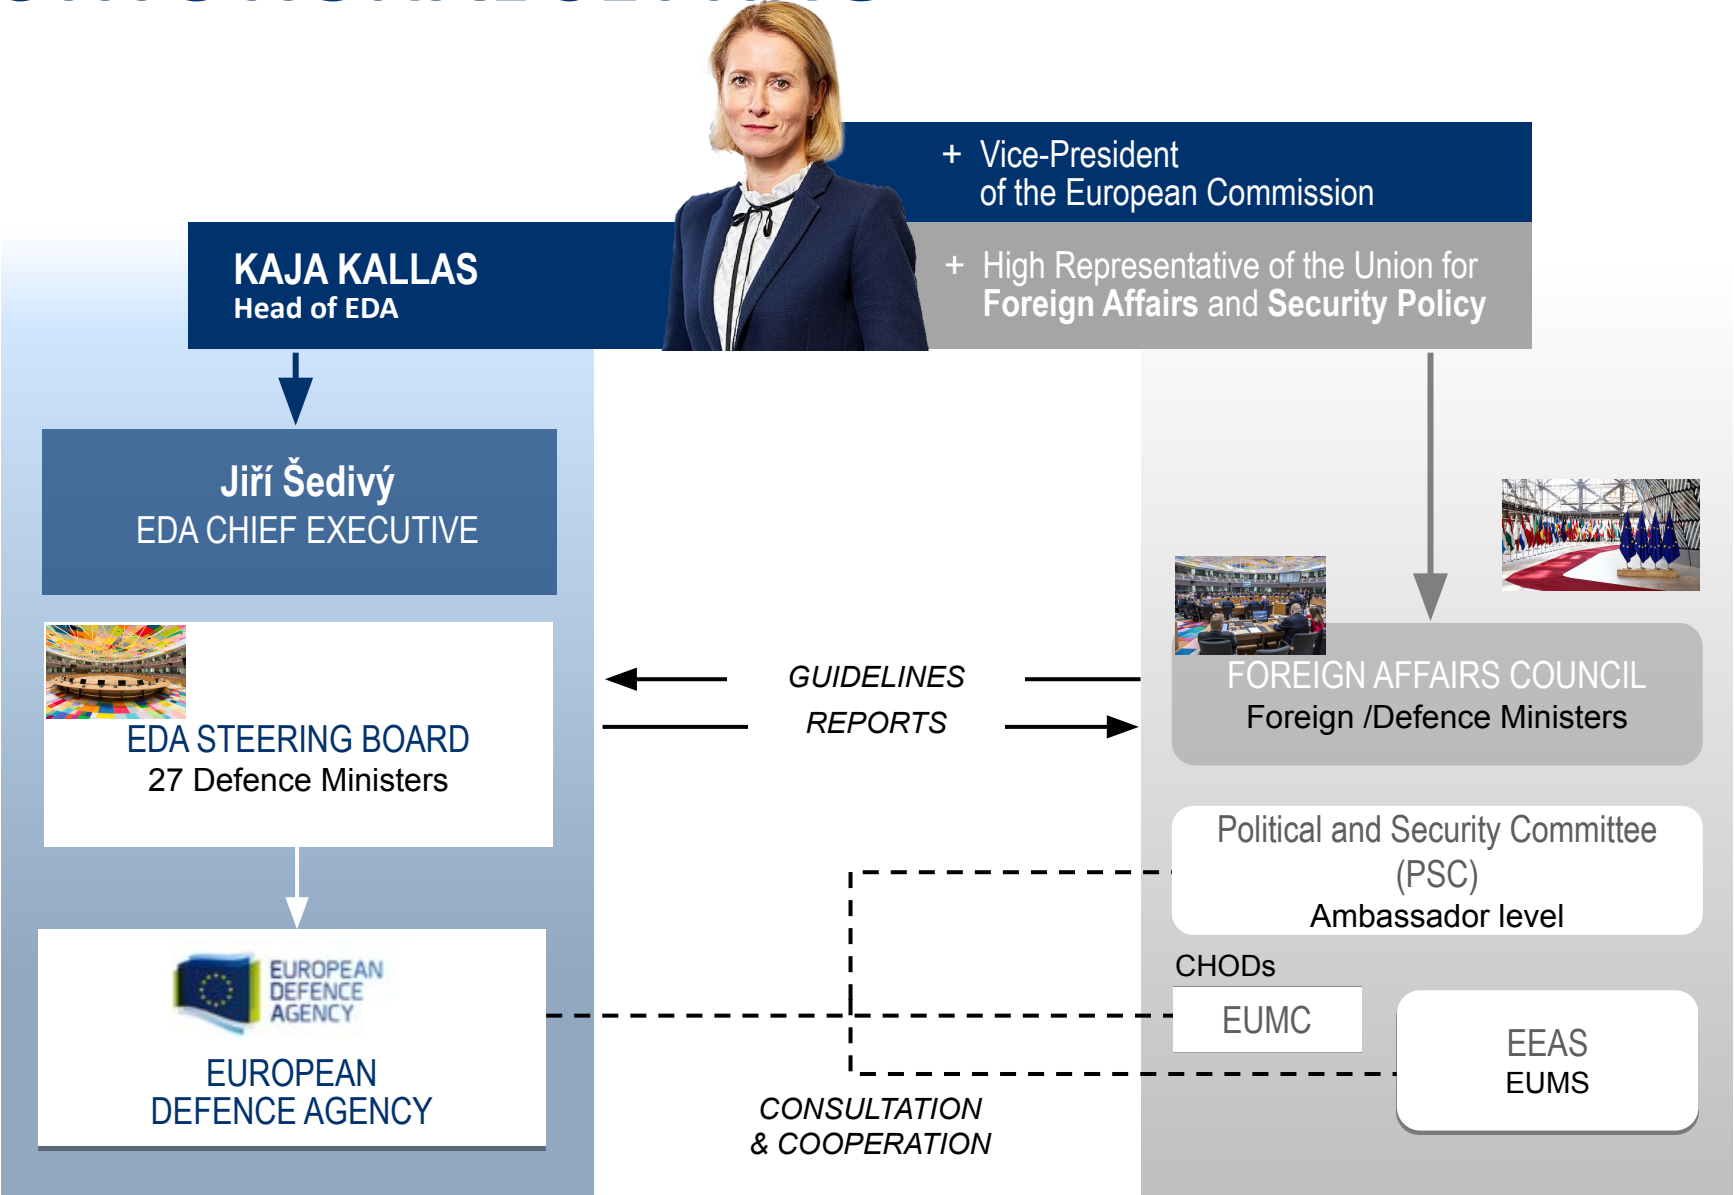 + Vice-President
of the European Commission
KAJA KALLAS
Head of EDA
+ High Representative of the Union for
Foreign Affairs and Security Policy
Jiří Šedivý
EDA CHIEF EXECUTIVE
EDA STEERING BOARD
27 Defence Ministers
GUIDELINES
REPORTS
FOREIGN AFFAIRS COUNCIL
Foreign /Defence Ministers
Political and Security Committee
(PSC)
Ambassador level
CHODs
EUMC
EEAS
EUMS
EUROPEAN
DEFENCE
AGENCY
EUROPEAN
DEFENCE AGENCY
CONSULTATION
& COOPERATION